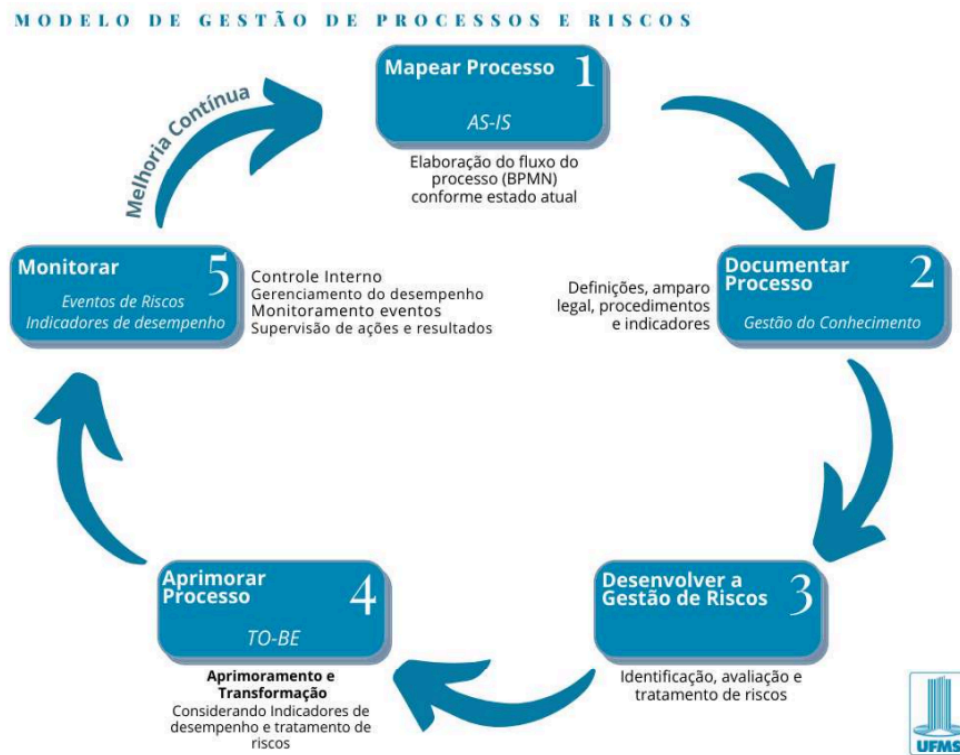 MODELO DE GESTÃO DE PROCESSOS E RISCOS
Mapear Processo 1
AS-IS
Elaboração do fluxo do
processo (BPMN)
conforme estado atual
Documentar
Processo
2
Gestão do Conhecimento
Definições, amparo
legal, procedimentos
e indicadores
Desenvolver a
Gestão de Riscos
3
Identificação, avaliação e
tratamento de riscos
Aprimorar
Processo
4
TO-BE
Aprimoramento e
Transformação
Considerando Indicadores de
desempenho e tratamento de
riscos
Monitorar 5
Eventos de Riscos
Indicadores de desempenho
Controle Interno
Gerenciamento do desempenho
Monitoramento eventos
Supervisão de ações e resultados
Melhoria Contínua
UFMS